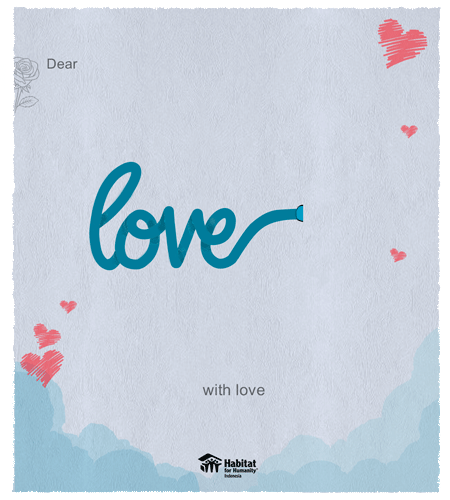 Dear
love
with love
Habitat
for Humanity®
Indonesia